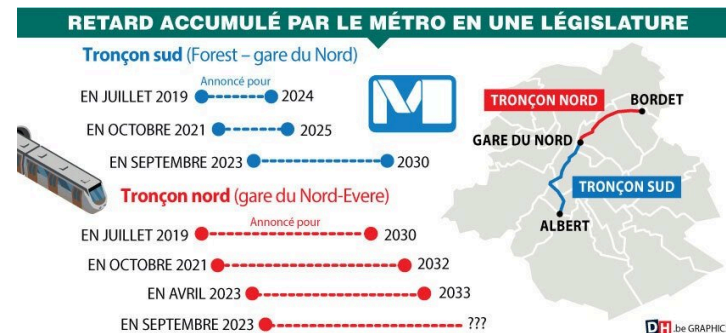 RETARD ACCUMULÉ PAR LE MÉTRO EN UNE LÉGISLATURE
Tronçon sud (Forest – gare du Nord)
Annoncé pour
EN JUILLET 2019 2024
EN OCTOBRE 2021 2025
EN SEPTEMBRE 2023 2030
Tronçon nord (gare du Nord-Evere)
Annoncé pour
EN JUILLET 2019 2030
EN OCTOBRE 2021 2032
EN AVRIL 2023 2033
EN SEPTEMBRE 2023 ???
M
TRONÇON NORD
BORDET
GARE DU NORD
TRONÇON SUD
ALBERT
DH.be GRAPHIC